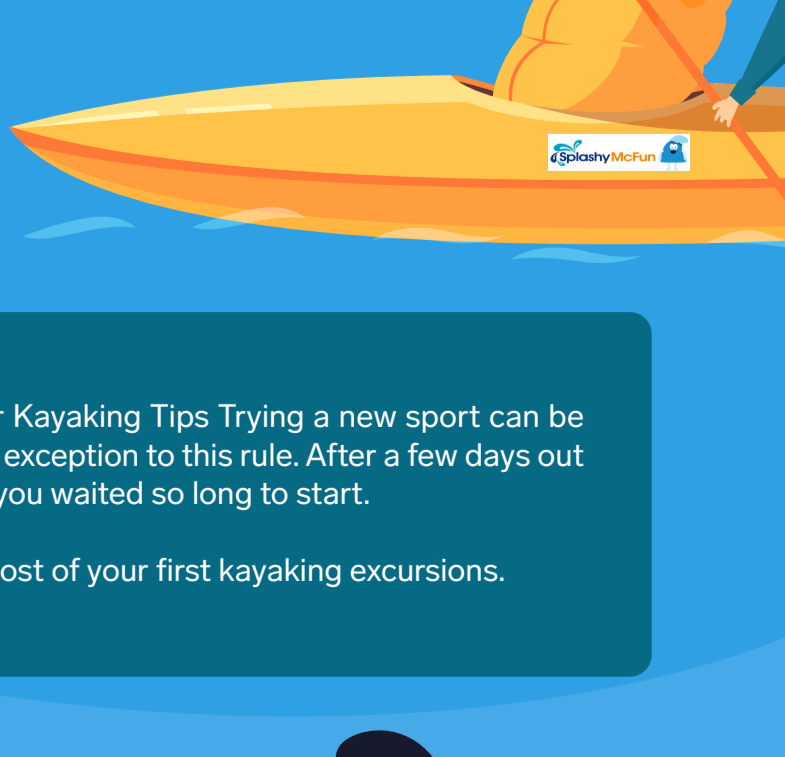 SplashyMcFun
Kayaking Tips Trying a new sport can be
exception to this rule. After a few days out
you waited so long to start.
of your first kayaking excursions.